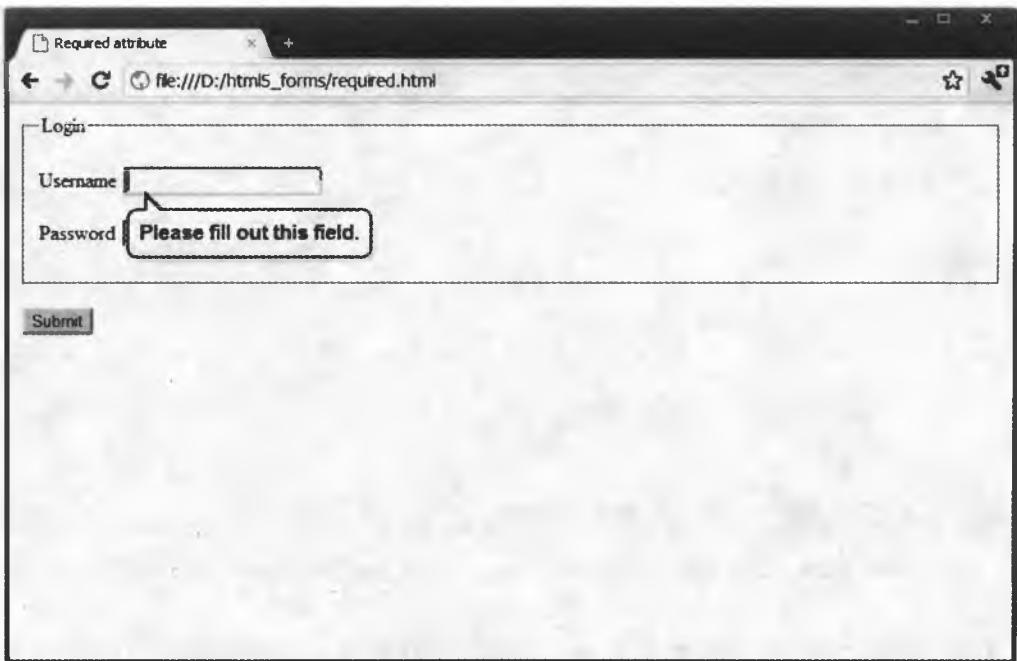 Required attribute
file:///D:/html5_forms/required.html
Login
Username
Password
Please fill out this field.
Submit